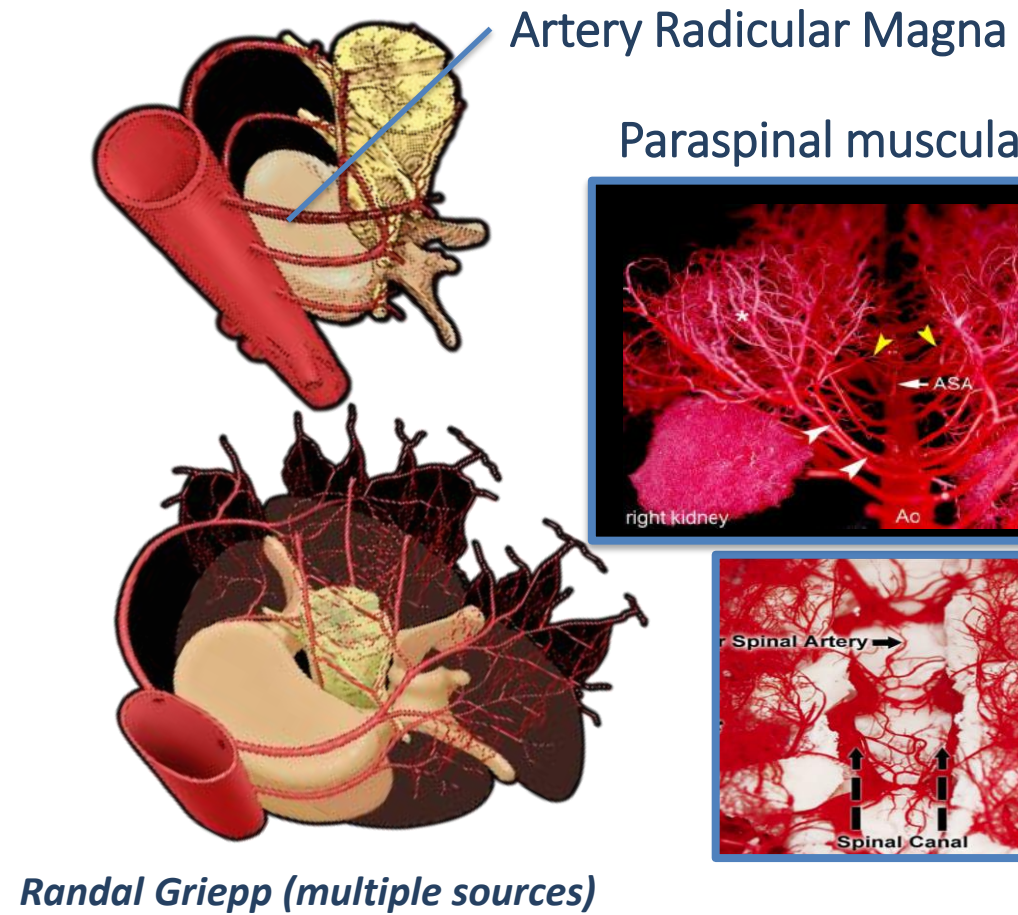 Artery Radicular Magna
Paraspinal muscula
ASA
*
right kidney
Ao
r Spinal Artery
Spinal Canal
Randal Griepp (multiple sources)